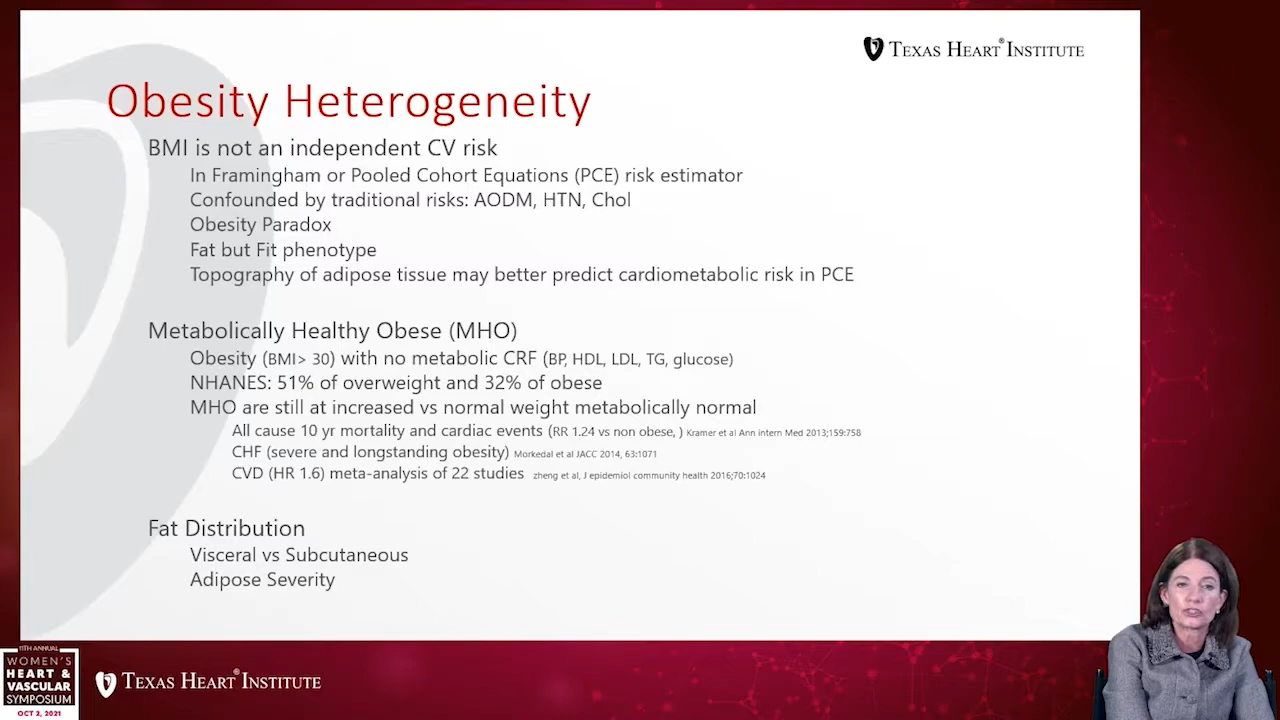 TEXAS HEART® INSTITUTE
Obesity Heterogeneity
BMI is not an independent CV risk
In Framingham or Pooled Cohort Equations (PCE) risk estimator
Confounded by traditional risks: AODM, HTN, Chol
Obesity Paradox
Fat but Fit phenotype
Topography of adipose tissue may better predict cardiometabolic risk in PCE
Metabolically Healthy Obese (MHO)
Obesity (BMI> 30) with no metabolic CRF (BP, HDL, LDL, TG, glucose)
NHANES: 51% of overweight and 32% of obese
MHO are still at increased vs normal weight metabolically normal
All cause 10 yr mortality and cardiac events (RR 1.24 vs non obese, ) Kramer et al Ann intern Med 2013;159:758
CHF (severe and longstanding obesity) Morkedal et al JACC 2014, 63:1071
CVD (HR 1.6) meta-analysis of 22 studies zheng et al, J epidemiol community health 2016;70:1024
Fat Distribution
Visceral vs Subcutaneous
Adipose Severity
11TH ANNUAL
WOMEN'S
HEART &
VASCULAR
SYMPOSIUM
OCT 2, 2021
TEXAS HEART® INSTITUTE